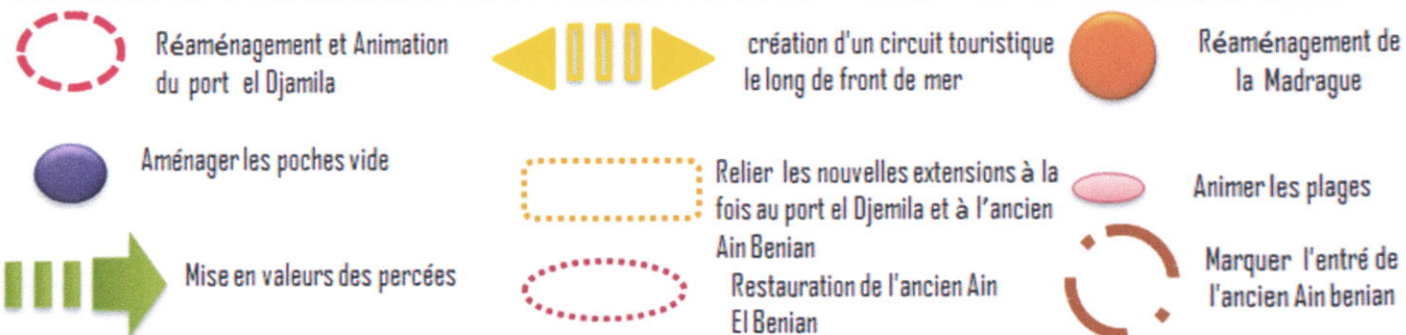 Réaménagement et Animation
du port el Djamila
création d'un circuit touristique
le long de front de mer
Réaménagement de
la Madrague
Aménager les poches vide
Relier les nouvelles extensions à la
fois au port el Djemila et à l'ancien
Ain Benian
Animer les plages
Mise en valeurs des percées
Restauration de l'ancien Ain
El Benian
Marquer l'entré de
l'ancien Ain benian